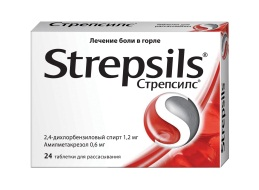 Лечение боли в горле
Strepsils®
Стрепсилс®
2,4-дихлорбензиловый спирт 1,2 мг
Амилметакрезол 0,6 мг
24 таблетки для рассасывания